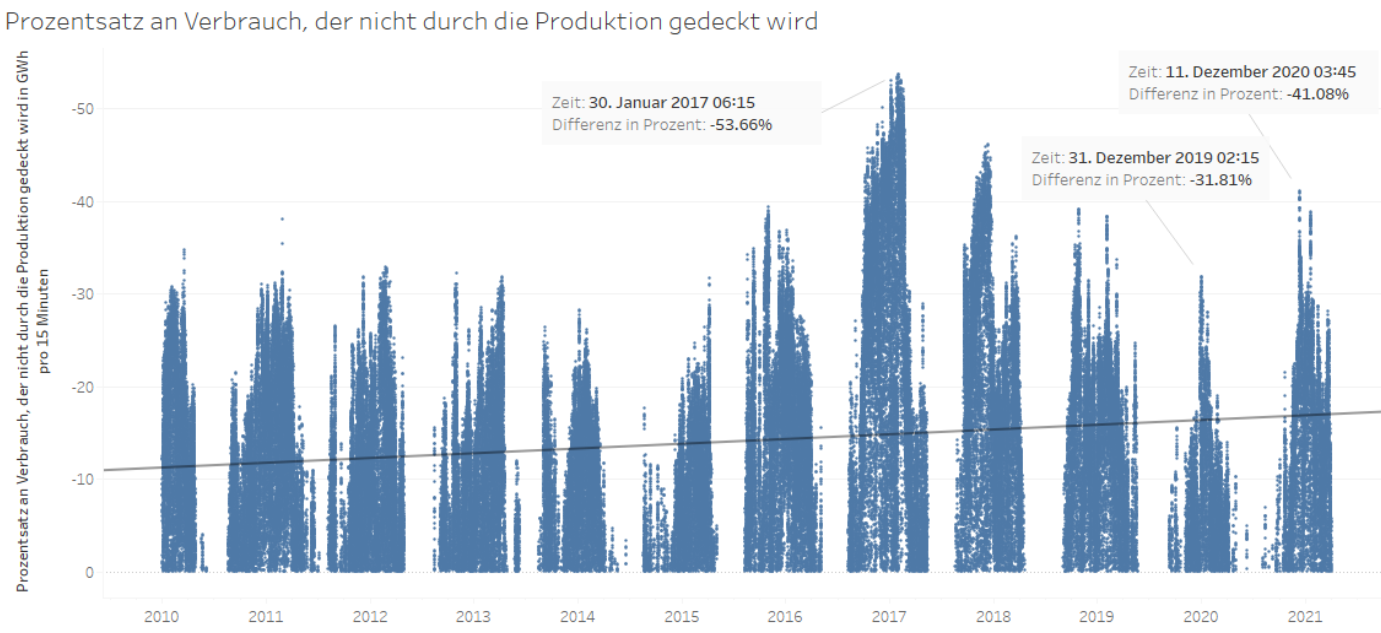 Prozentsatz an Verbrauch, der nicht durch die Produktion gedeckt wird
Prozentsatz an Verbrauch, der nicht durch die Produktion gedeckt wird in GWh
pro 15 Minuten
-50
-40
-30
-20
-10
0
Zeit: 30. Januar 2017 06:15
Differenz in Prozent: -53.66%
Zeit: 11. Dezember 2020 03:45
Differenz in Prozent: -41.08%
Zeit: 31. Dezember 2019 02:15
Differenz in Prozent: -31.81%
2010
2011
2012
2013
2014
2015
2016
2017
2018
2019
2020
2021